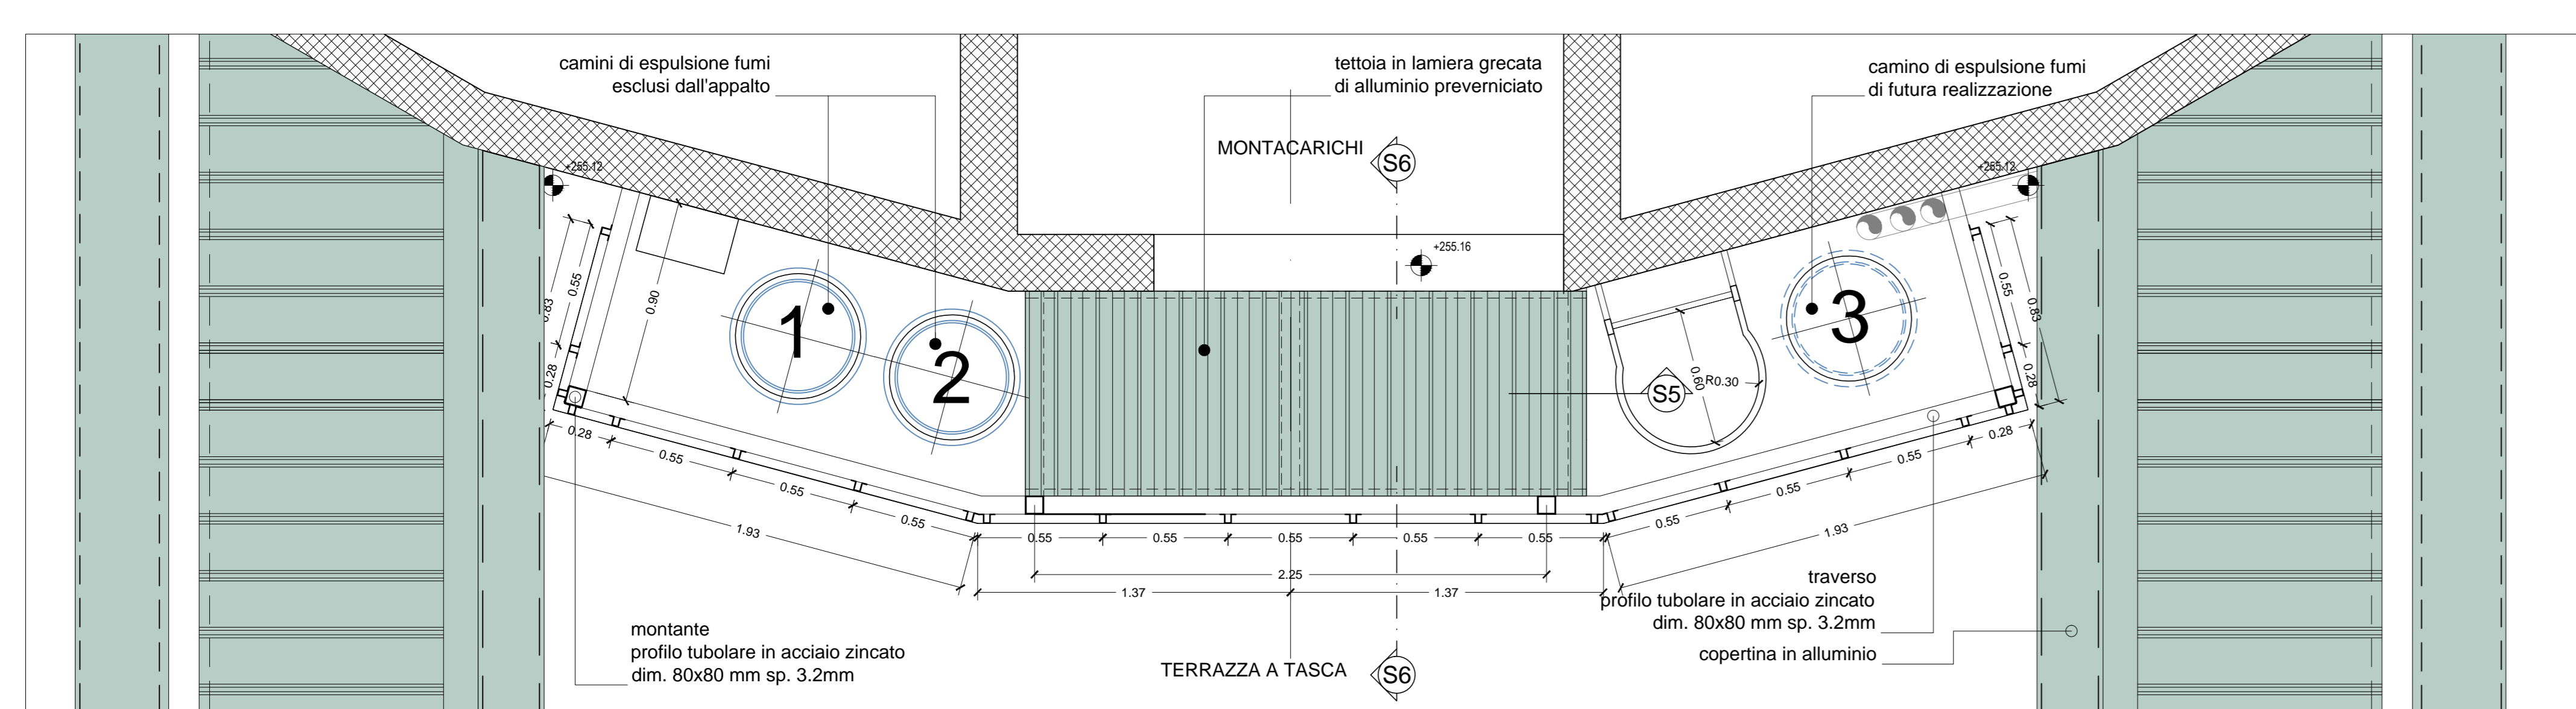 camini di espulsione fumi
esclusi dall'appalto
tettoia in lamiera grecata
di alluminio preverniciato
camino di espulsione fumi
di futura realizzazione
MONTACARICHI
S6
+255.12
+255.12
+255.16
0.83
0.55
0.28
0.90
1
2
3
0.60
R0.30
S5
0.55
0.83
0.28
0.28
0.55
0.55
0.55
1.93
0.55
0.55
0.55
0.55
0.55
2.25
1.37
1.37
0.55
0.55
0.55
0.28
1.93
montante
profilo tubolare in acciaio zincato
dim. 80x80 mm sp. 3.2mm
TERRAZZA A TASCA
S6
traverso
profilo tubolare in acciaio zincato
dim. 80x80 mm sp. 3.2mm
copertina in alluminio